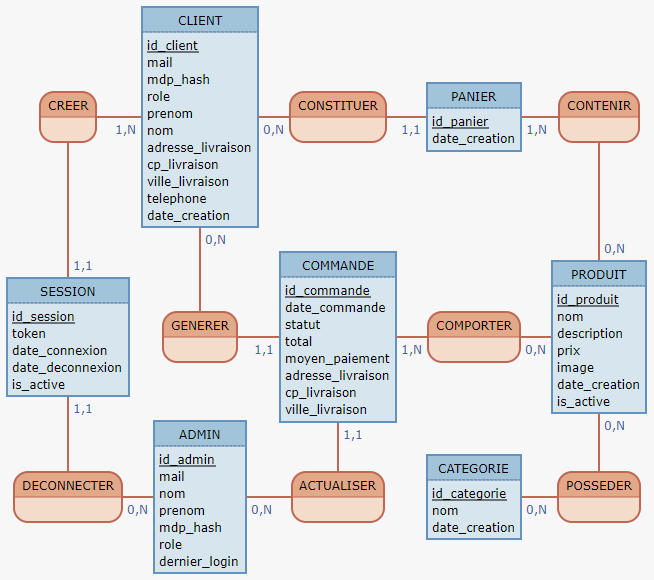 CLIENT
id_client
mail
mdp_hash
role
prenom
nom
adresse_livraison
cp_livraison
ville_livraison
telephone
date_creation
CREER
1,N
1,1
CONSTITUER
0,N
1,1
PANIER
id_panier
date_creation
CONTENIR
1,N
0,N
SESSION
id_session
token
date_connexion
date_deconnexion
is_active
GENERER
0,N
1,1
COMMANDE
id_commande
date_commande
statut
total
moyen_paiement
adresse_livraison
cp_livraison
ville_livraison
COMPORTER
1,N
0,N
PRODUIT
id_produit
nom
description
prix
image
date_creation
is_active
DECONNECTER
1,1
0,N
ADMIN
id_admin
mail
nom
prenom
mdp_hash
role
dernier_login
ACTUALISER
0,N
1,1
CATEGORIE
id_categorie
nom
date_creation
POSSEDER
0,N
0,N